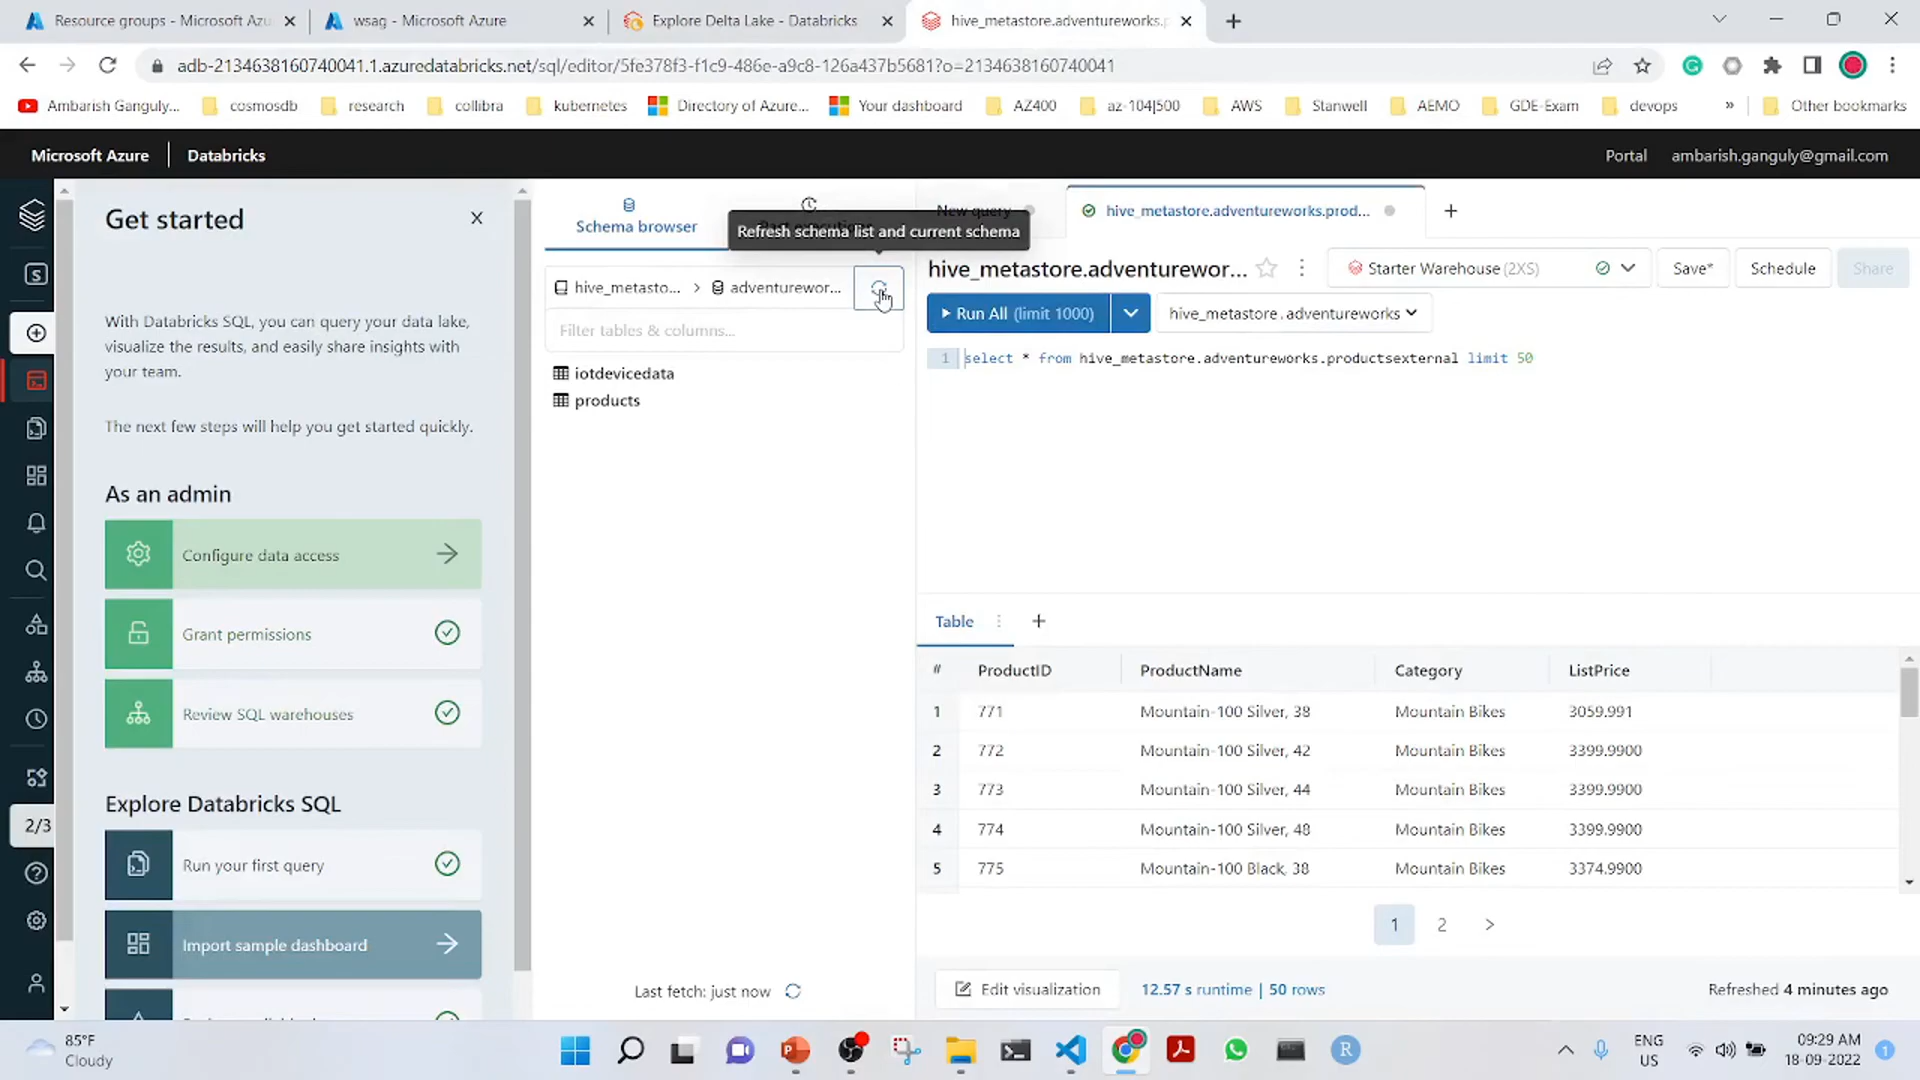 Resource groups - Microsoft Azu
wsag - Microsoft Azure
Explore Delta Lake - Databricks
hive_metastore.adventureworks.p
adb-2134638160740041.1.azuredatabricks.net/sql/editor/5fe378f3-f1c9-486e-a9c8-126a437b5681?o=2134638160740041
Ambarish Ganguly...
cosmosdb
research
collibra
kubernetes
Directory of Azure...
Your dashboard
AZ400
az-104|500
AWS
Stanwell
AEMO
GDE-Exam
devops
»
Other bookmarks
Microsoft Azure
Databricks
Portal
ambarish.ganguly@gmail.com
Get started
With Databricks SQL, you can query your data lake,
visualize the results, and easily share insights with
your team.
The next few steps will help you get started quickly.
As an admin
Configure data access
Grant permissions
Review SQL warehouses
Explore Databricks SQL
Run your first query
Import sample dashboard
2/3
Schema browser
Refresh schema list and current schema
hive_metasto... > adventurewor...
Filter tables & columns...
iotdevicedata
products
Last fetch: just now
New query
hive_metastore.adventureworks.prod...
hive_metastore.adventurewor...
Starter Warehouse (2XS)
Save*
Schedule
Share
Run All (limit 1000)
hive_metastore.adventureworks
1 select * from hive_metastore.adventureworks.productsexternal limit 50
Table
# ProductID ProductName Category ListPrice
1 771 Mountain-100 Silver, 38 Mountain Bikes 3059.991
2 772 Mountain-100 Silver, 42 Mountain Bikes 3399.9900
3 773 Mountain-100 Silver, 44 Mountain Bikes 3399.9900
4 774 Mountain-100 Silver, 48 Mountain Bikes 3399.9900
5 775 Mountain-100 Black, 38 Mountain Bikes 3374.9900
1 2 >
Edit visualization
12.57 s runtime | 50 rows
Refreshed 4 minutes ago
85°F
Cloudy
ENG
US
09:29 AM
18-09-2022
1